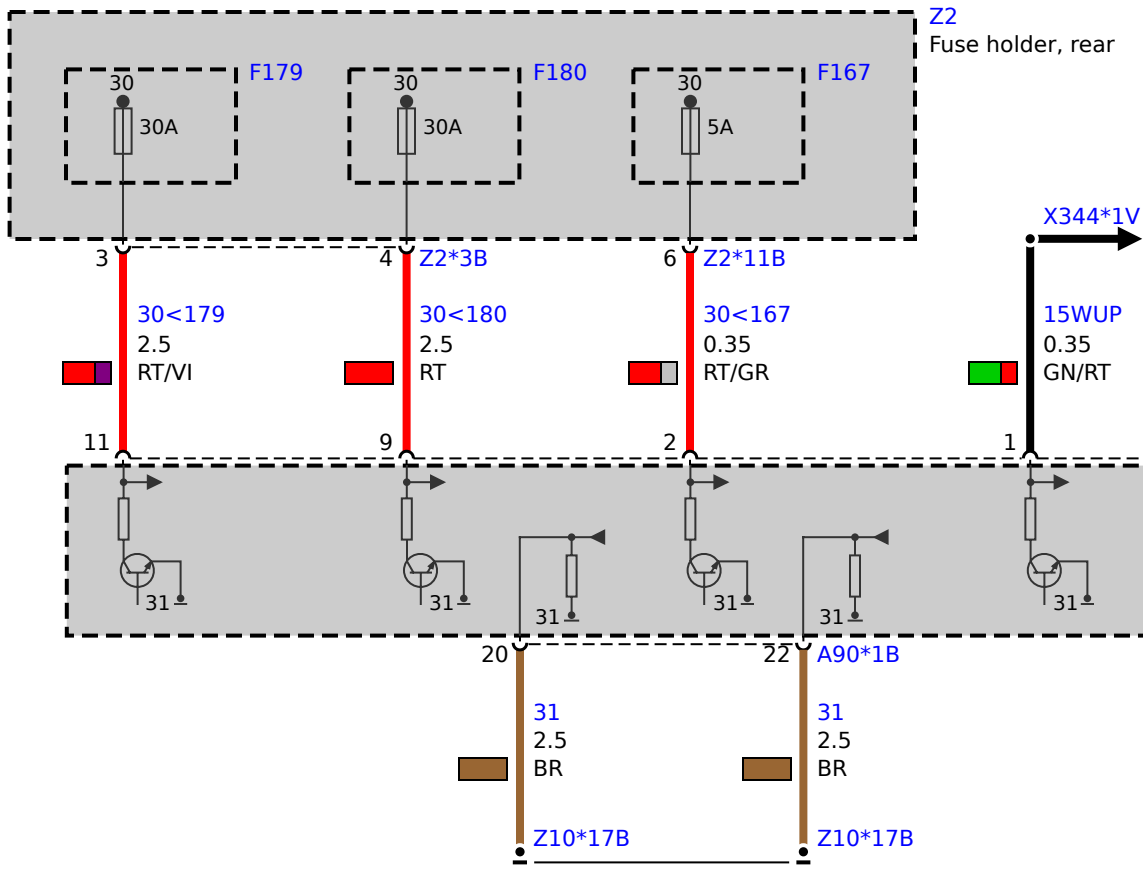 Z2
Fuse holder, rear
F179
F180
F167
30
30
30
30A
30A
5A
X344*1V
3
4
Z2*3B
6
Z2*11B
30<179
30<180
30<167
15WUP
2.5
2.5
0.35
0.35
RT/VI
RT
RT/GR
GN/RT
11
9
2
1
31
31
31
31
31
31
20
22
A90*1B
31
31
2.5
2.5
BR
BR
Z10*17B
Z10*17B